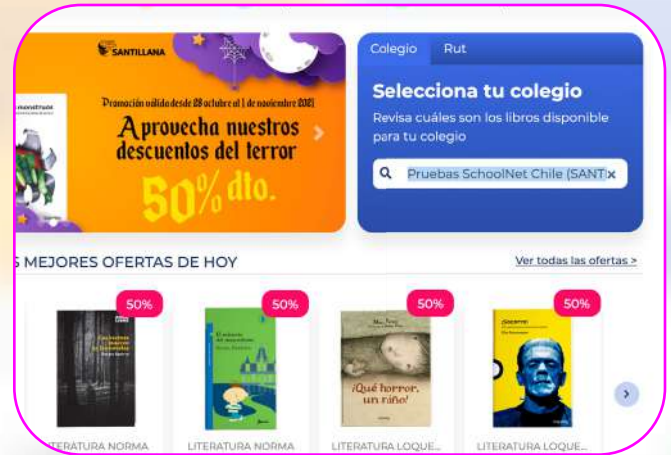 SANTILLANA
monstruos
Promoción válida desde 28 octubre al 1 de noviembre 2021
Aprovecha nuestros
descuentos del terror
50% dto.
Colegio Rut
Selecciona tu colegio
Revisa cuáles son los libros disponible
para tu colegio
Pruebas SchoolNet Chile (SANTI x
S MEJORES OFERTAS DE HOY
Ver todas las ofertas >
50%
50%
50%
50%
¡Qué horror,
un niño!
LITERATURA NORMA
LITERATURA NORMA
LITERATURA LOQUE...
LITERATURA LOQUE...